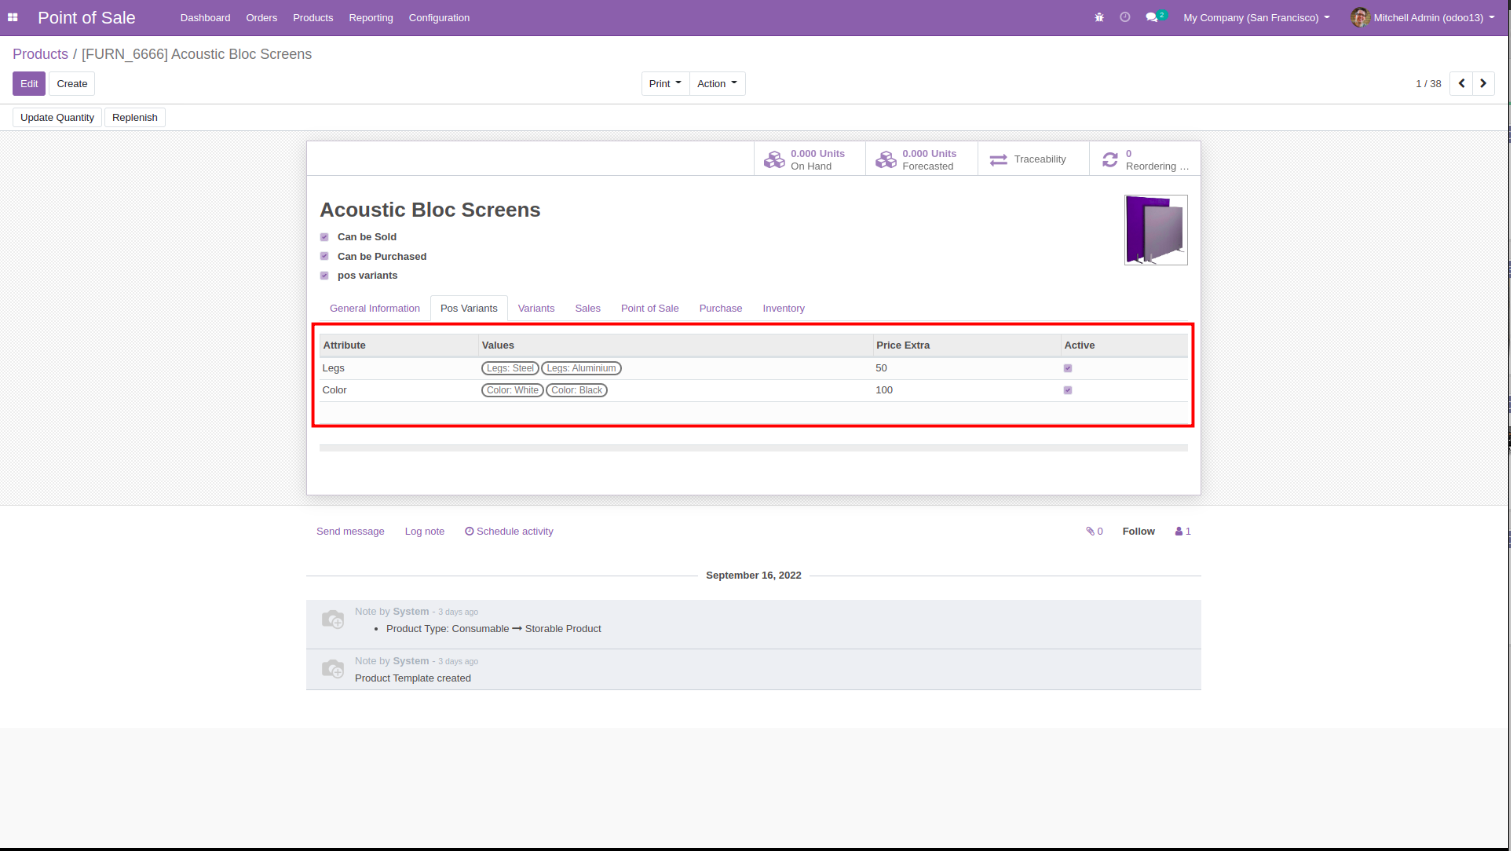 Point of Sale Dashboard Orders Products Reporting Configuration 2 My Company (San Francisco) Mitchell Admin (odoo13)
Products / [FURN_6666] Acoustic Bloc Screens
Edit Create Print Action 1 / 38
Update Quantity Replenish
0.000 Units
On Hand
0.000 Units
Forecasted
Traceability
0
Reordering ...
Acoustic Bloc Screens
Can be Sold
Can be Purchased
pos variants
General Information Pos Variants Variants Sales Point of Sale Purchase Inventory
Attribute Values Price Extra Active
Legs Legs: Steel Legs: Aluminium 50
Color Color: White Color: Black 100
Send message Log note Schedule activity 0 Follow 1
September 16, 2022
Note by System - 3 days ago
• Product Type: Consumable → Storable Product
Note by System - 3 days ago
Product Template created